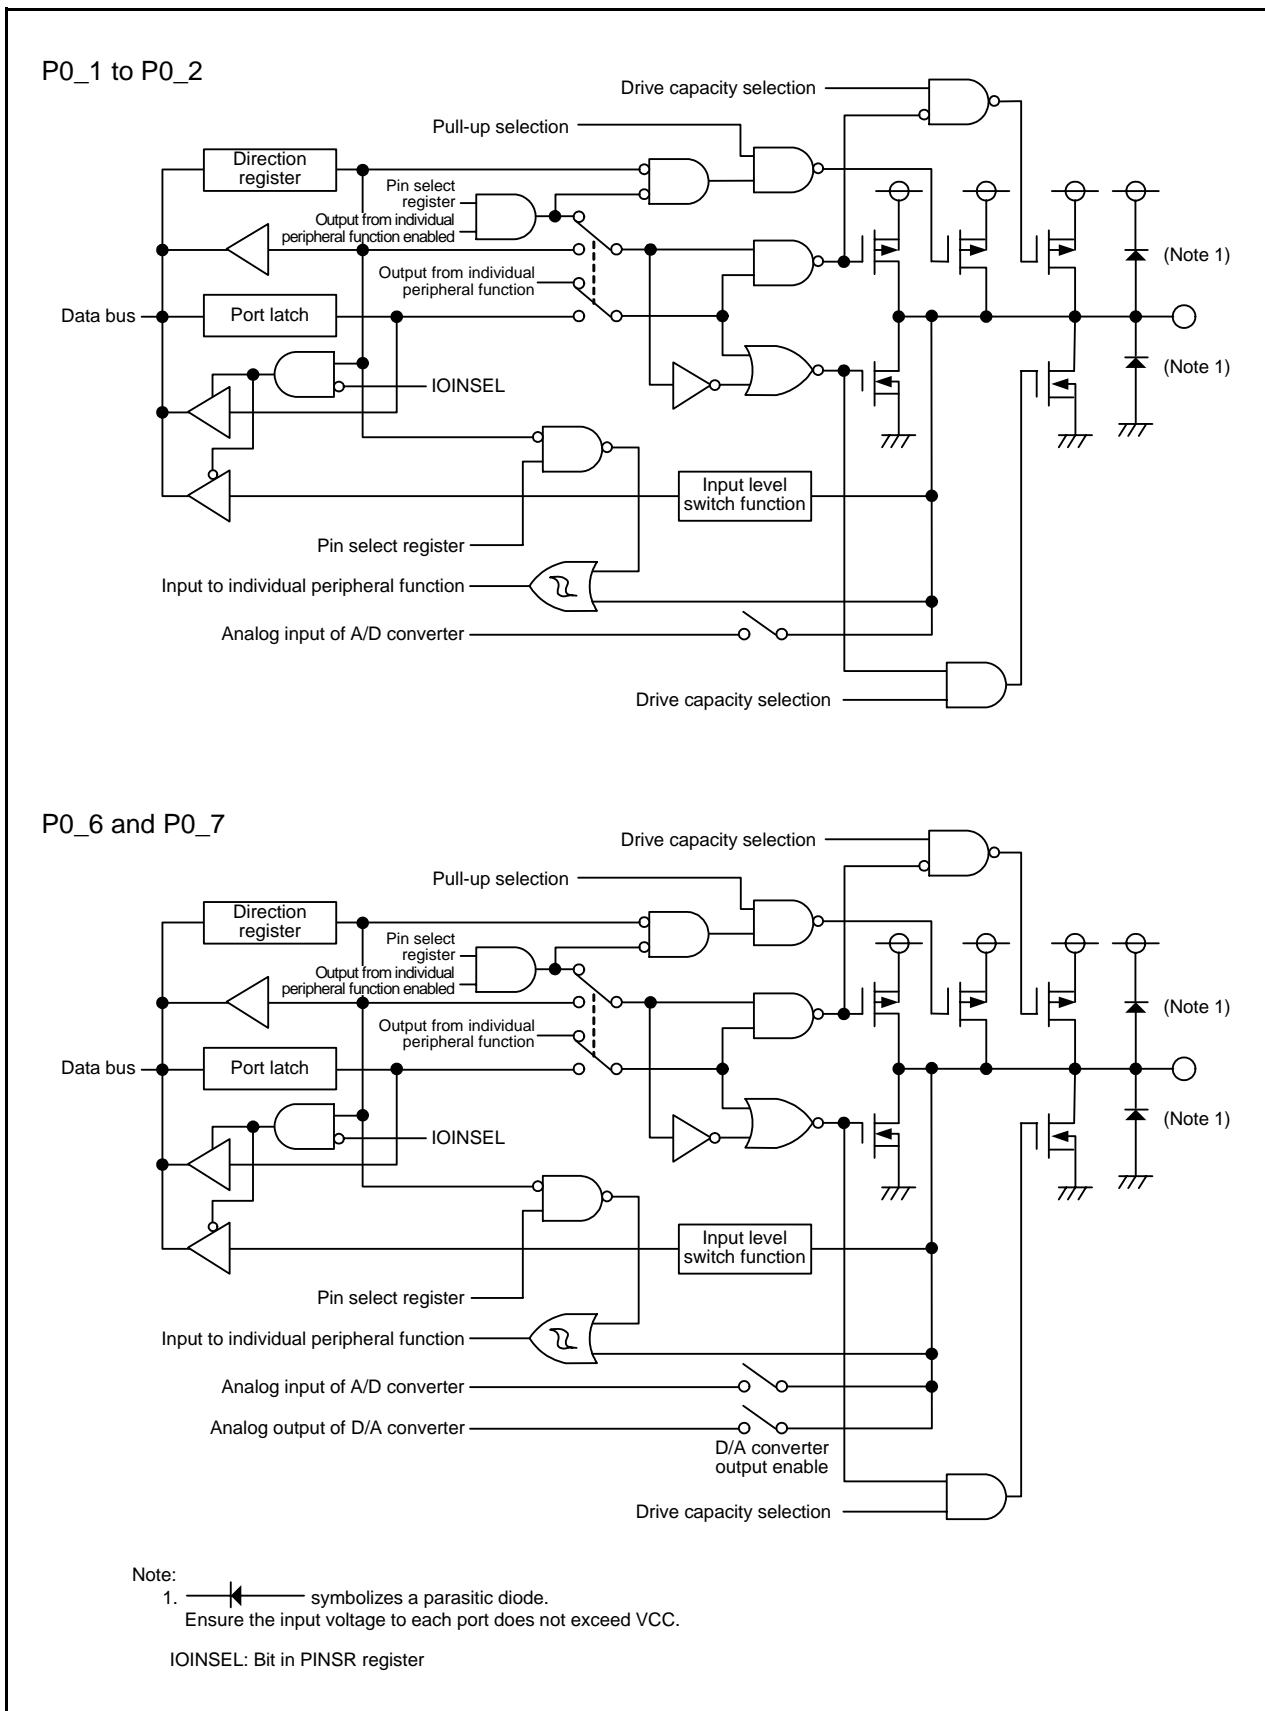 P0_1 to P0_2
Drive capacity selection
Pull-up selection
Direction
register
Pin select
register
Output from individual
peripheral function enabled
(Note 1)
Output from individual
peripheral function
Data bus
Port latch
(Note 1)
IOINSEL
Input level
switch function
Pin select register
Input to individual peripheral function
Analog input of A/D converter
Drive capacity selection
P0_6 and P0_7
Drive capacity selection
Pull-up selection
Direction
register
Pin select
register
Output from individual
peripheral function enabled
(Note 1)
Output from individual
peripheral function
Data bus
Port latch
(Note 1)
IOINSEL
Input level
switch function
Pin select register
Input to individual peripheral function
Analog input of A/D converter
Analog output of D/A converter
D/A converter
output enable
Drive capacity selection
Note:
1. symbolizes a parasitic diode.
Ensure the input voltage to each port does not exceed VCC.
IOINSEL: Bit in PINSR register